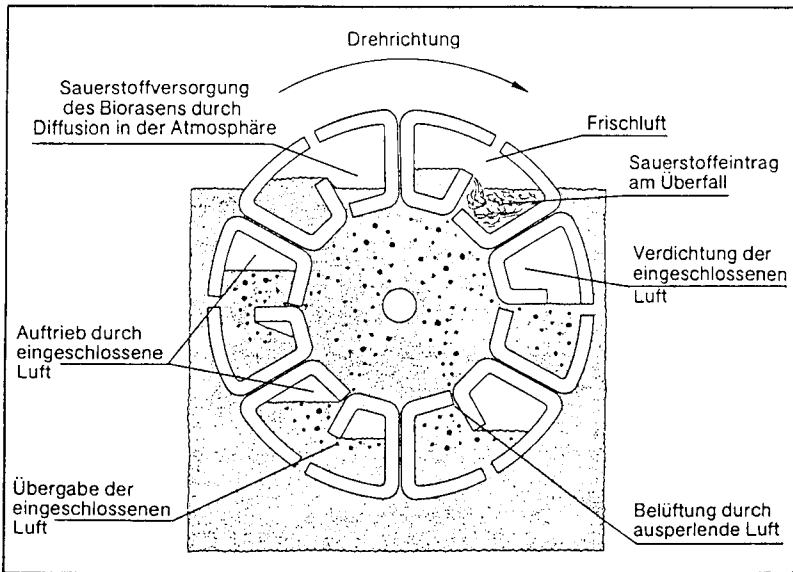 Drehrichtung
Sauerstoffversorgung
des Biorasens durch
Diffusion in der Atmosphäre
Frischluft
Sauerstoffeintrag
am Überfall
Verdichtung der
eingeschlossenen
Luft
Auftrieb durch
eingeschlossene
Luft
Übergabe der
eingeschlossenen
Luft
Belüftung durch
ausperlende Luft